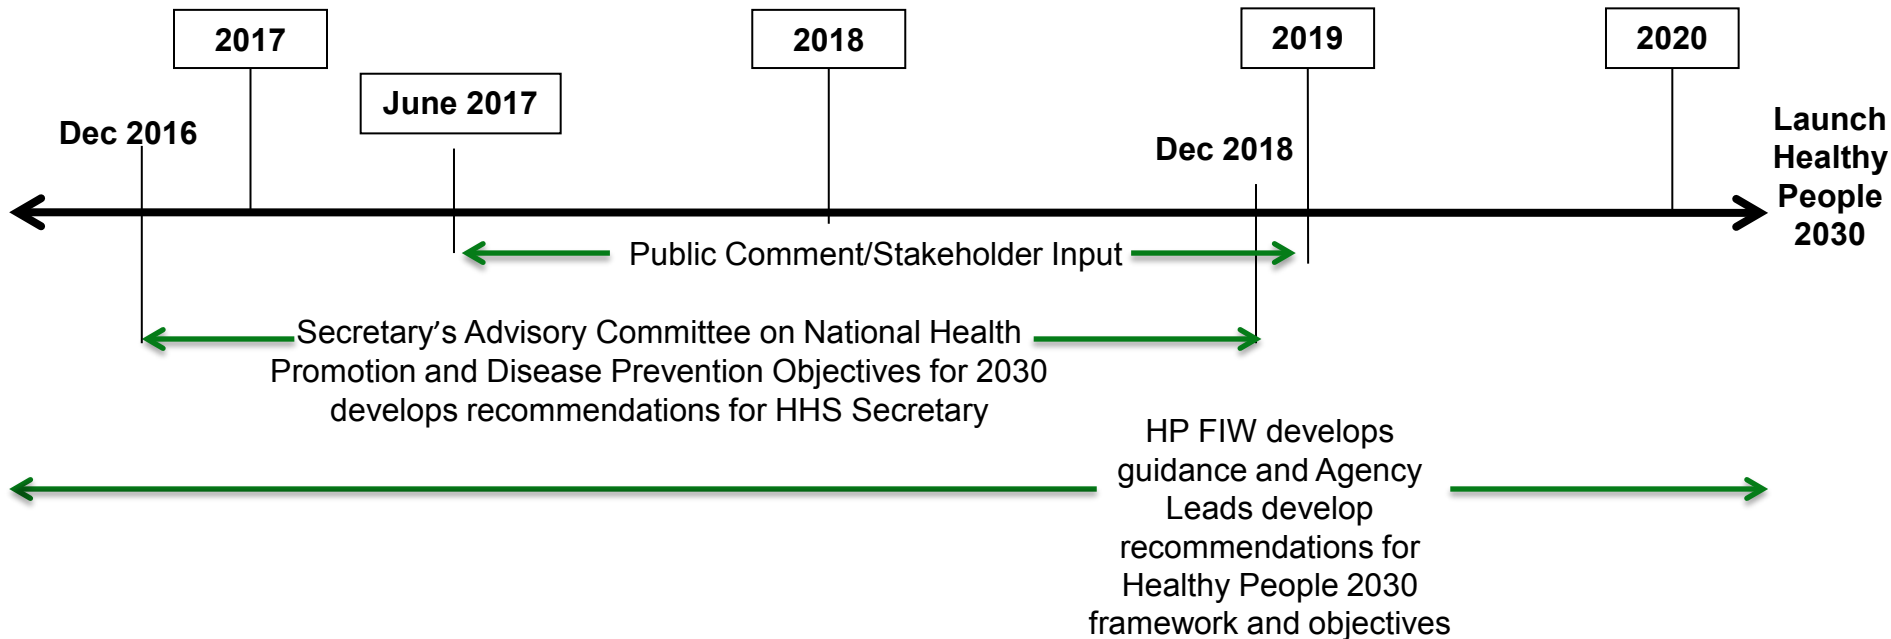 2017
2018
2019
2020
June 2017
Dec 2016
Dec 2018
Launch
Healthy
People
2030
Public Comment/Stakeholder Input
Secretary’s Advisory Committee on National Health
Promotion and Disease Prevention Objectives for 2030
develops recommendations for HHS Secretary
HP FIW develops
guidance and Agency
Leads develop
recommendations for
Healthy People 2030
framework and objectives